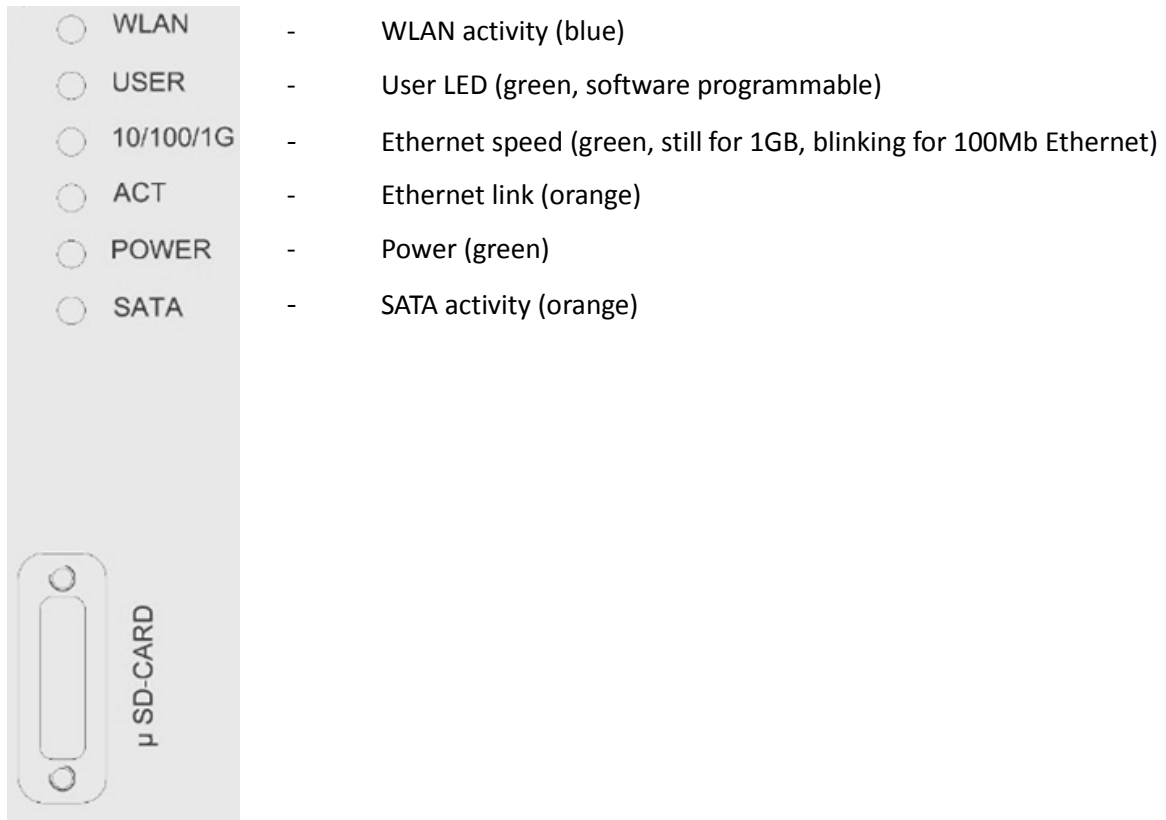 WLAN - WLAN activity (blue)
USER - User LED (green, software programmable)
10/100/1G - Ethernet speed (green, still for 1GB, blinking for 100Mb Ethernet)
ACT - Ethernet link (orange)
POWER - Power (green)
SATA - SATA activity (orange)
µ SD-CARD